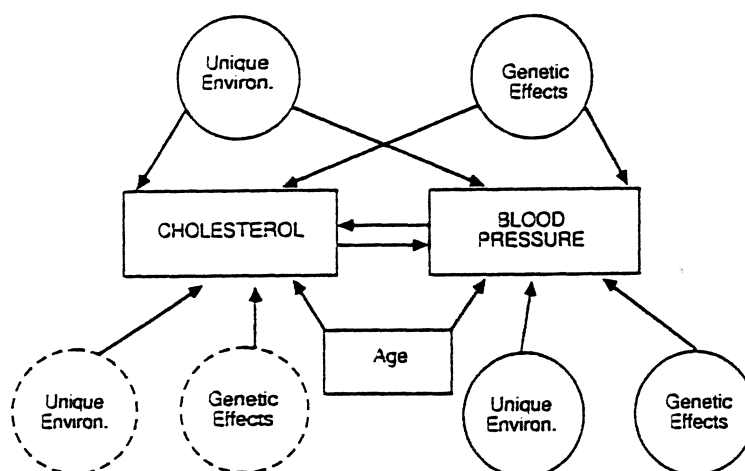 Unique
Environ.
Genetic
Effects
CHOLESTEROL
BLOOD
PRESSURE
Age
Unique
Environ.
Genetic
Effects
Unique
Environ.
Genetic
Effects